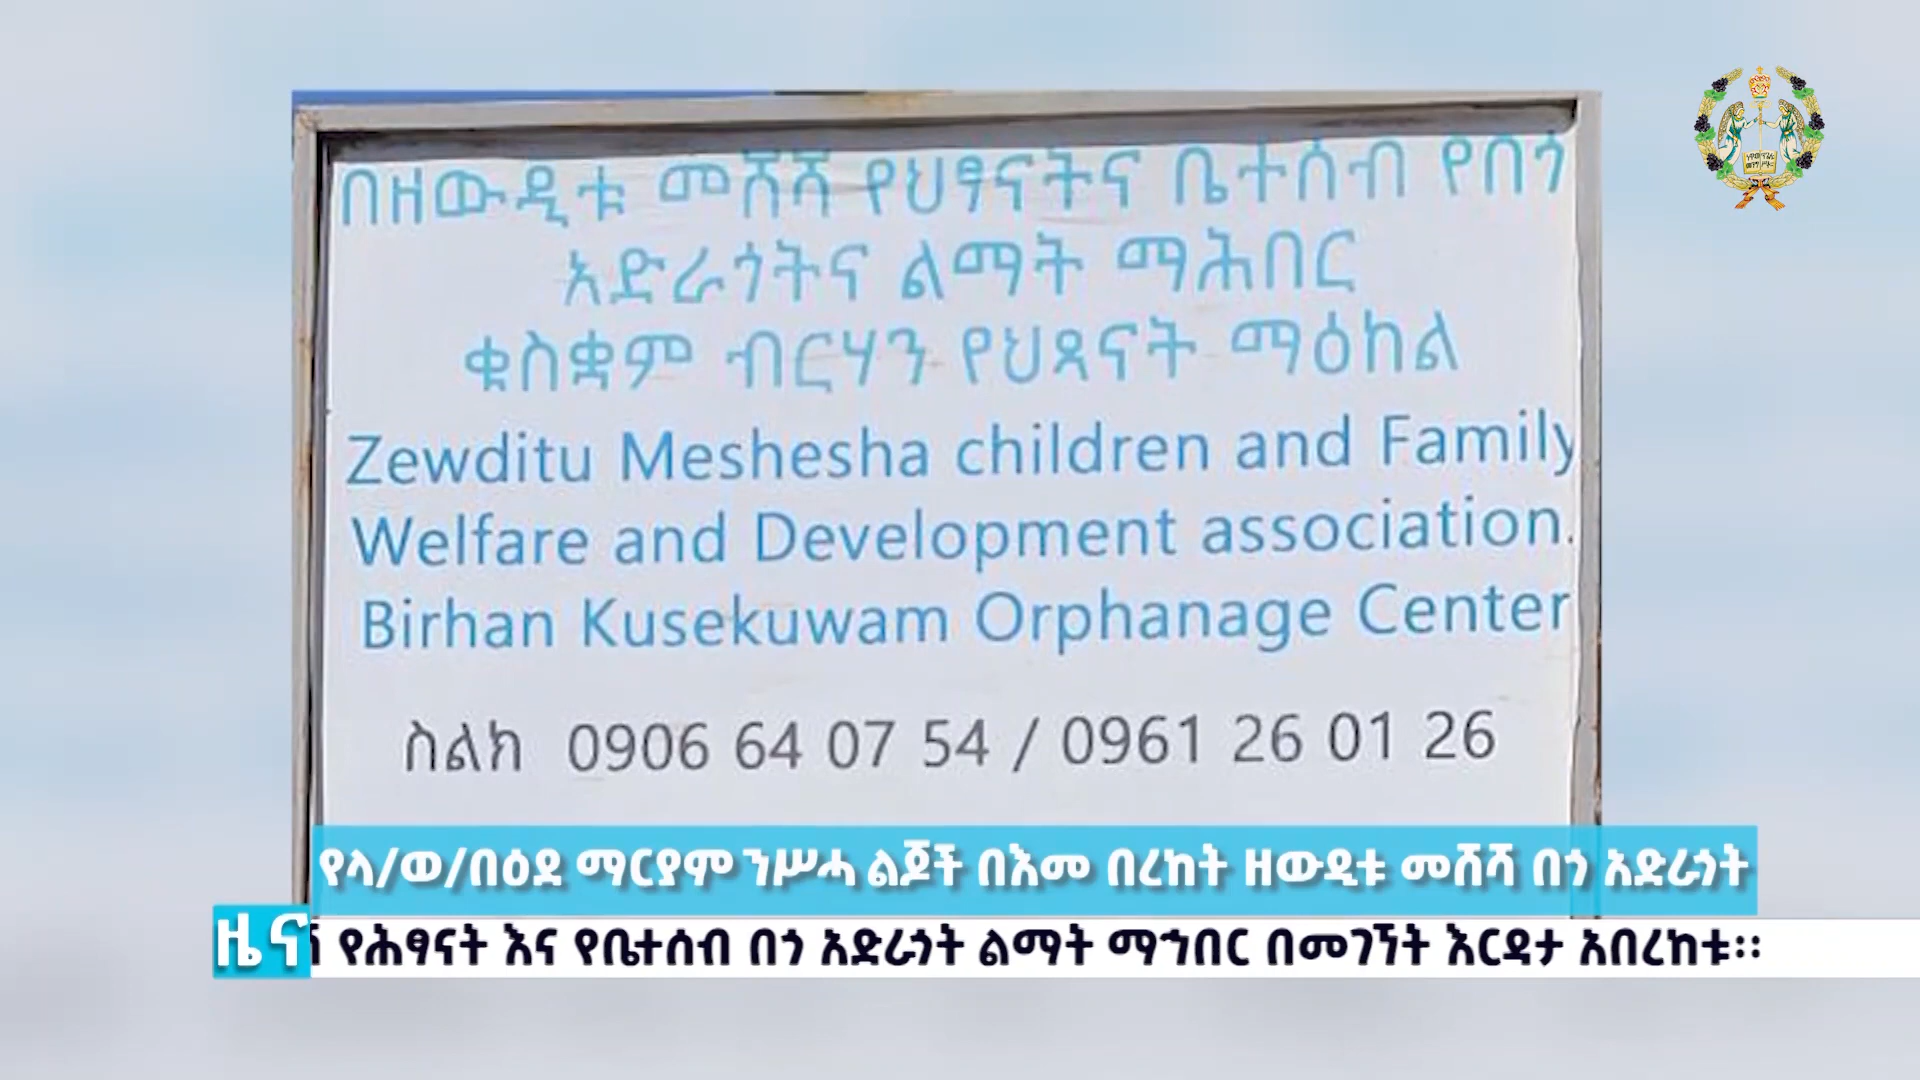 በዘውዲቱ መሸሻ የህፃናትና ቤተሰብ የበጎ
አድራጎትና ልማት ማሕበር
ቁስቋም ብርሃን የህጻናት ማዕከል
Zewditu Meshesha children and Family
Welfare and Development association.
Birhan Kusekuwam Orphanage Center
ስልክ 0906 64 07 54 / 0961 26 01 26
የላ/ወ/በዕደ ማርያም ንሥሓ ልጆች በእመ በረከት ዘውዲቱ መሸሻ በጎ አድራጎት
ዜና
የሕፃናት እና የቤተሰብ በጎ አድራጎት ልማት ማኅበር በመገኘት እርዳታ አበረከቱ፡፡